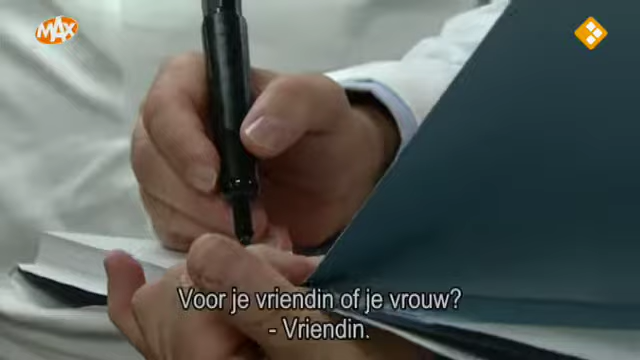 MAX
Voor je vriendin of je vrouw?
- Vriendin.